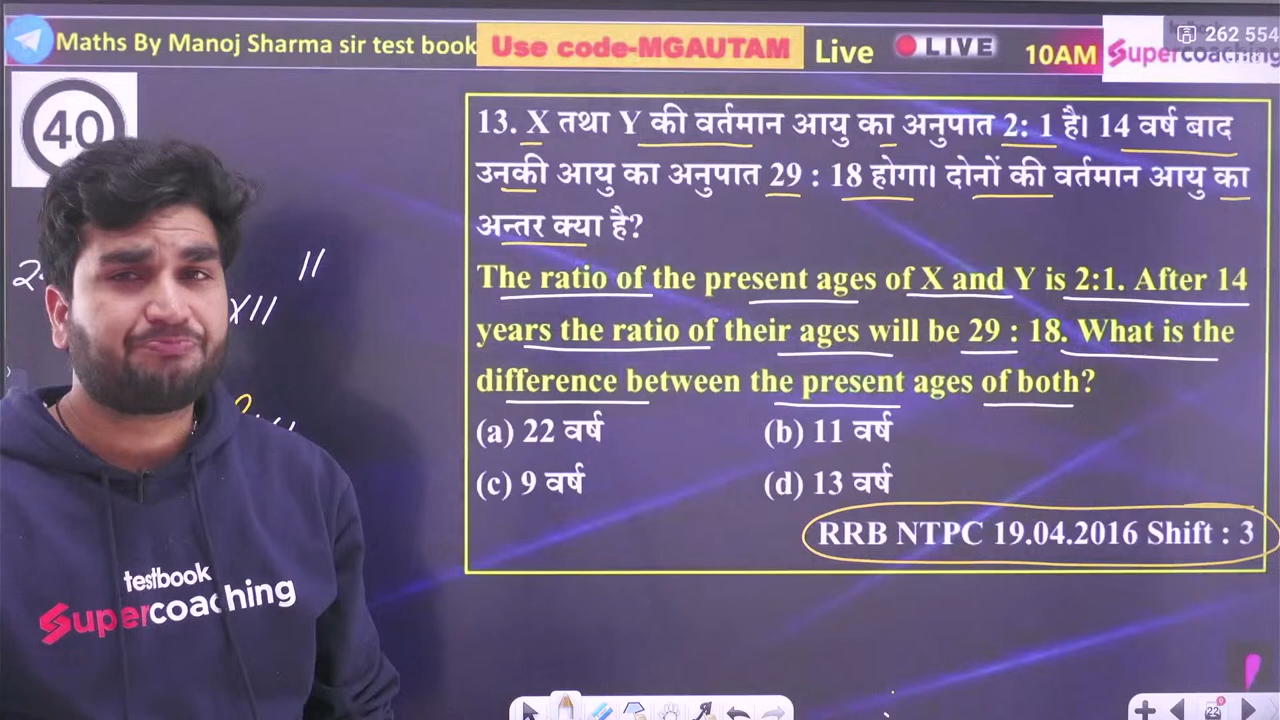 Maths By Manoj Sharma sir test book
Use code-MGAUTAM
Live
LIVE
10AM
Supercoaching
262 554
40
13. X तथा Y की वर्तमान आयु का अनुपात 2: 1 है। 14 वर्ष बाद
उनकी आयु का अनुपात 29 : 18 होगा। दोनों की वर्तमान आयु का
अन्तर क्या है?
The ratio of the present ages of X and Y is 2:1. After 14
years the ratio of their ages will be 29 : 18. What is the
difference between the present ages of both?
(a) 22 वर्ष
(b) 11 वर्ष
(c) 9 वर्ष
(d) 13 वर्ष
RRB NTPC 19.04.2016 Shift : 3
11
X11
testbook
Supercoaching
22